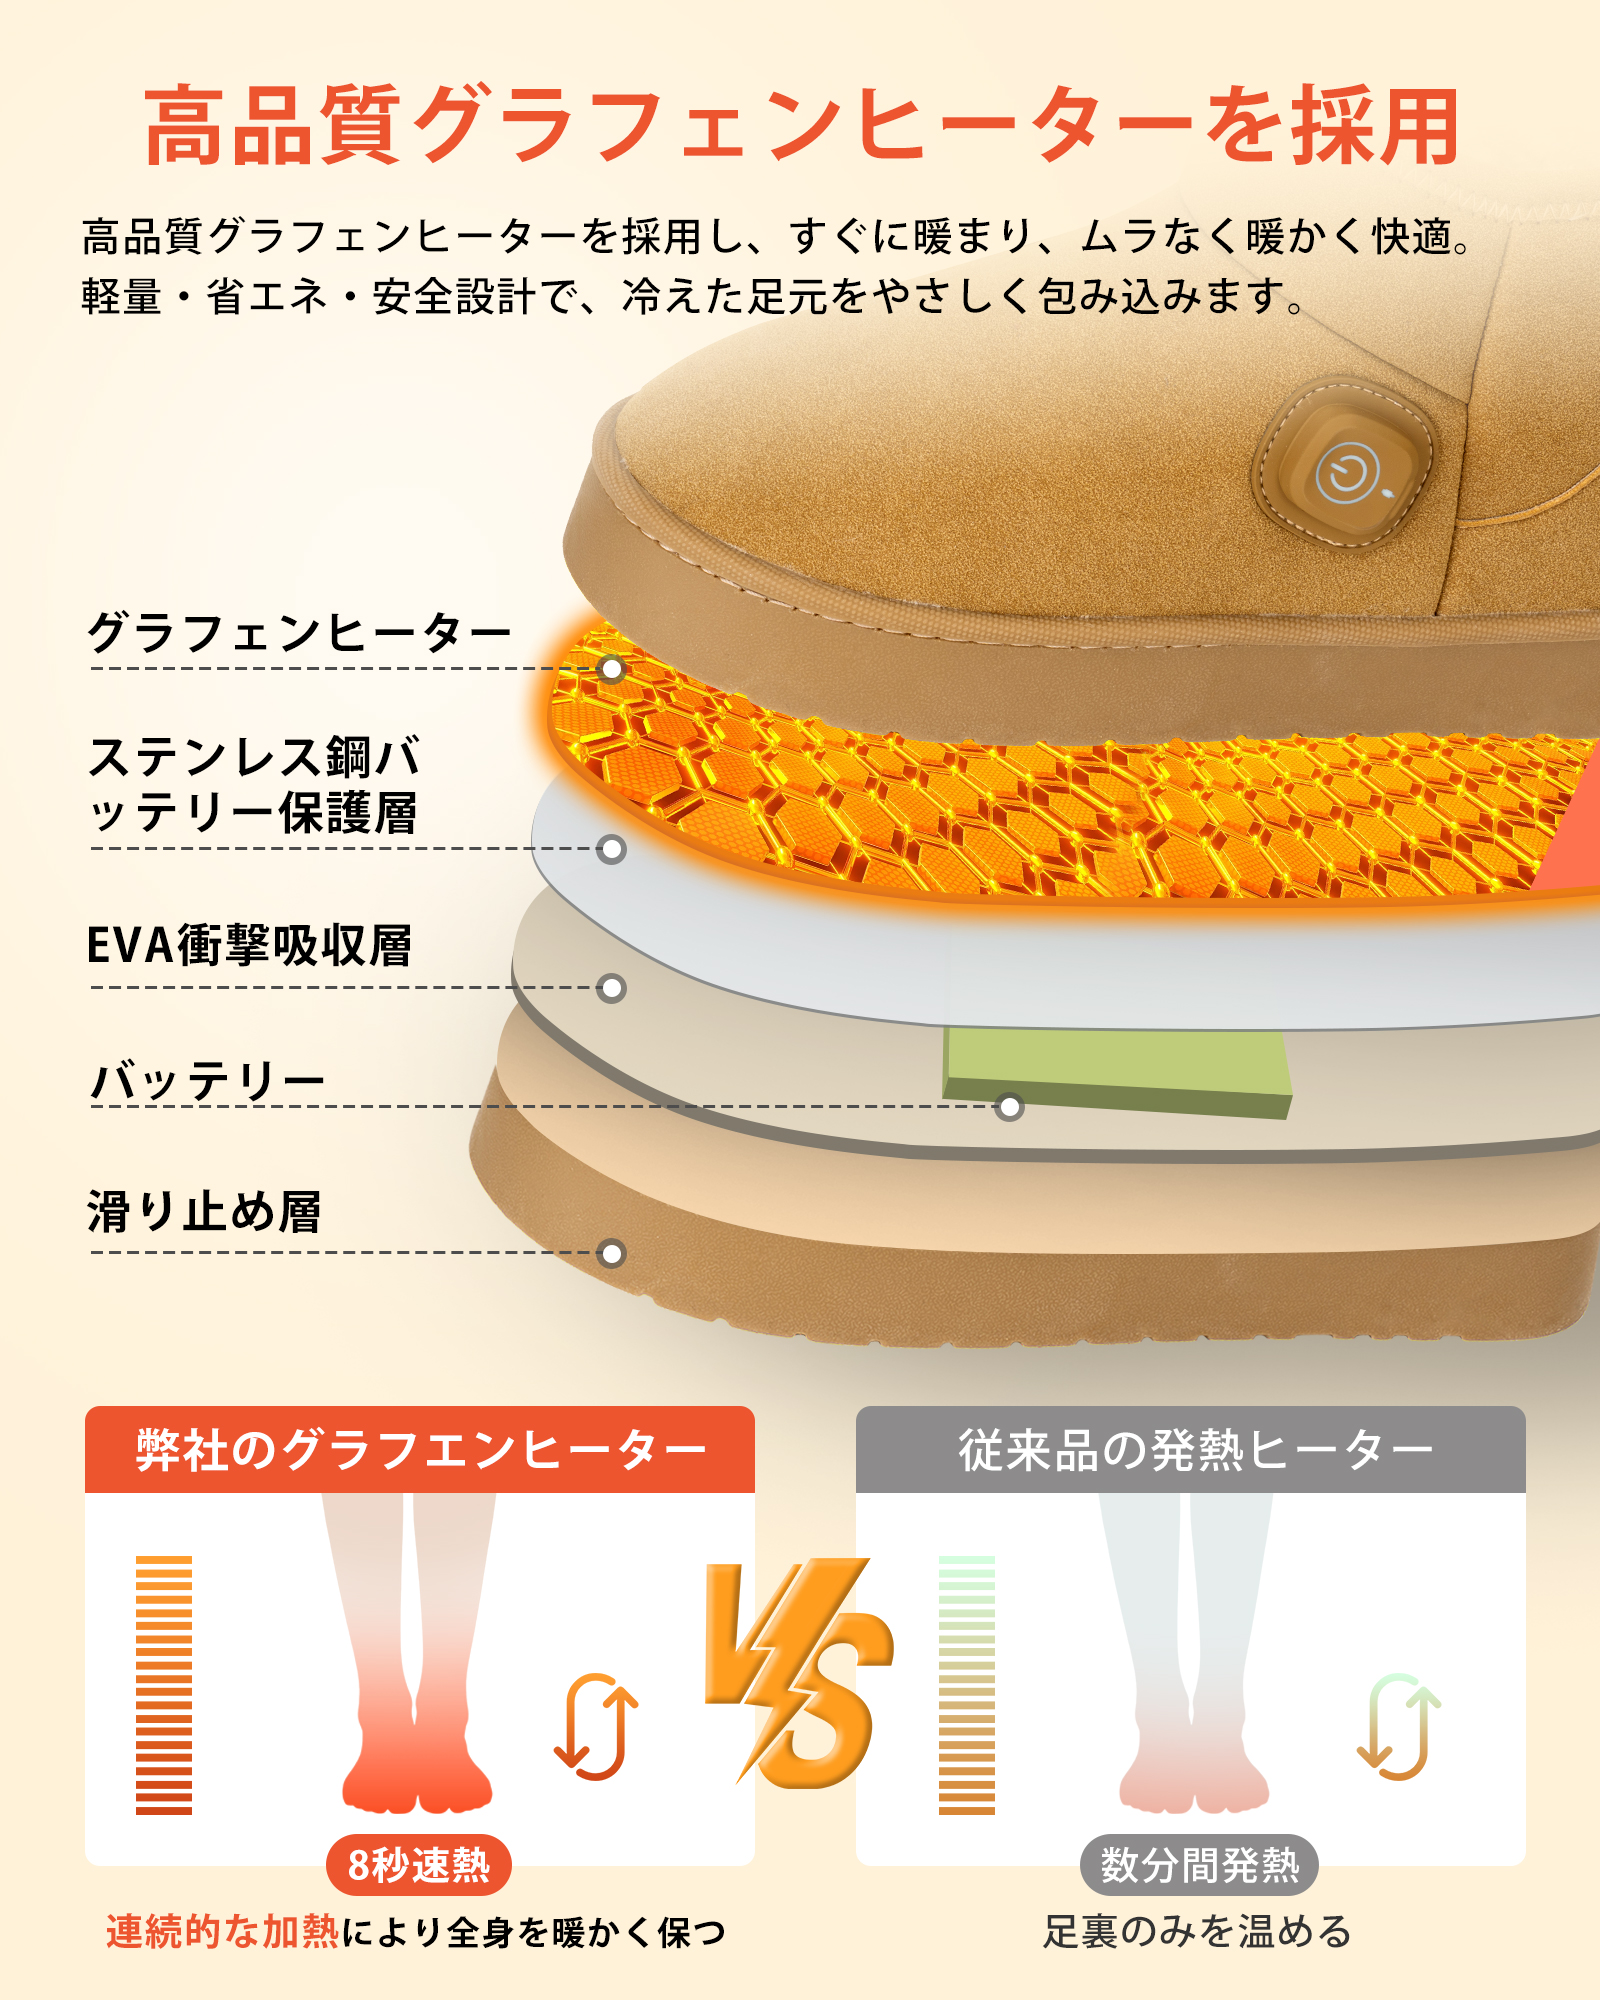 高品質グラフェンヒーターを採用
高品質グラフェンヒーターを採用し、すぐに暖まり、ムラなく暖かく快適。
軽量・省エネ・安全設計で、冷えた足元をやさしく包み込みます。
グラフェンヒーター
ステンレス鋼バ
ッテリー保護層
EVA衝撃吸収層
バッテリー
滑り止め層
弊社のグラフエンヒーター
従来品の発熱ヒーター
VS
8秒速熱
数分間発熱
連続的な加熱により全身を暖かく保つ
足裏のみを温める